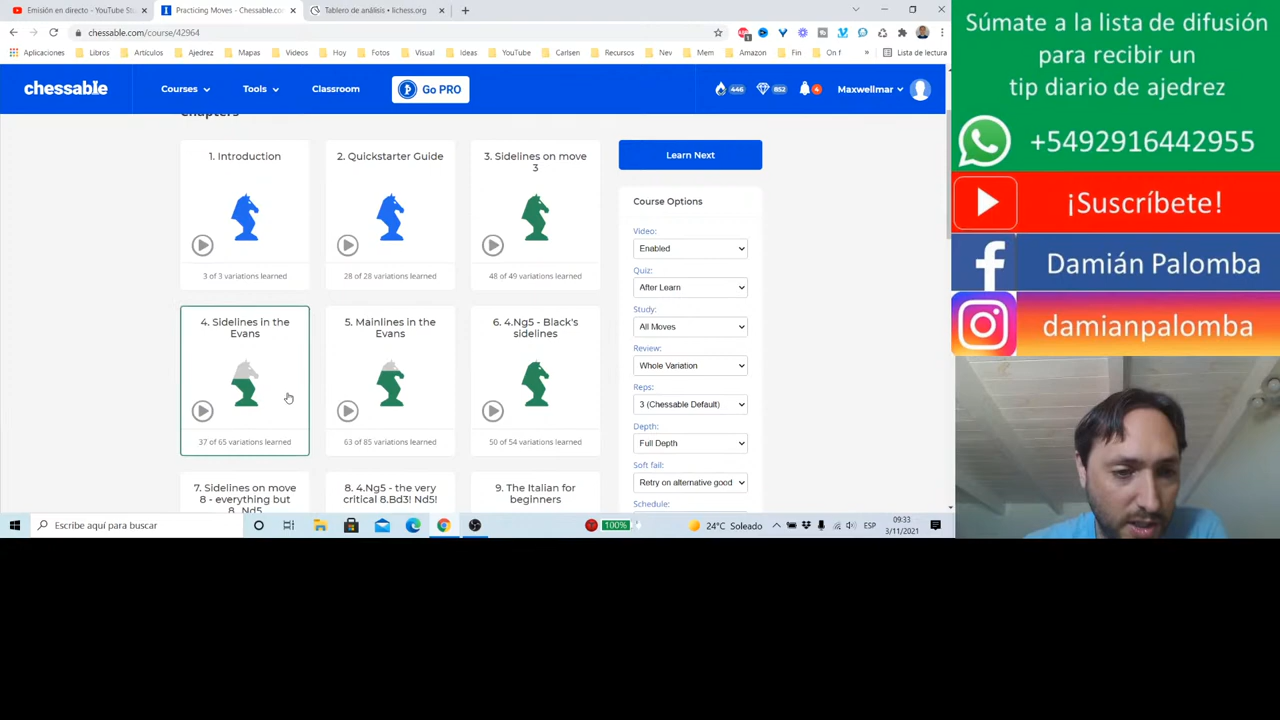 Emisión en directo - YouTube Stu
Practicing Moves - Chessable.co
Tablero de análisis • lichess.org
chessable.com/course/42964
Aplicaciones
Libros
Artículos
Ajedrez
Mapas
Videos
Hoy
Fotos
Visual
Ideas
YouTube
Carlsen
Recursos
Nev
Mem
Amazon
Fin
On f
»
Lista de lectura
chessable
Courses
Tools
Classroom
Go PRO
446
852
4
Maxwellmar
Chapters
1. Introduction
3 of 3 variations learned
2. Quickstarter Guide
28 of 28 variations learned
3. Sidelines on move
3
48 of 49 variations learned
4. Sidelines in the
Evans
37 of 65 variations learned
5. Mainlines in the
Evans
63 of 85 variations learned
6. 4.Ng5 - Black's
sidelines
50 of 54 variations learned
7. Sidelines on move
8 - everything but
8. Nd5
8. 4.Ng5 - the very
critical 8.Bd3! Nd5!
9. The Italian for
beginners
Learn Next
Course Options
Video:
Enabled
Quiz:
After Learn
Study:
All Moves
Review:
Whole Variation
Reps:
3 (Chessable Default)
Depth:
Full Depth
Soft fail:
Retry on alternative good
Schedule:
Escribe aquí para buscar
100%
24°C Soleado
ESP
09:33
3/11/2021
Súmate a la lista de difusión
para recibir un
tip diario de ajedrez
+5492916442955
¡Suscríbete!
Damián Palomba
damianpalomba